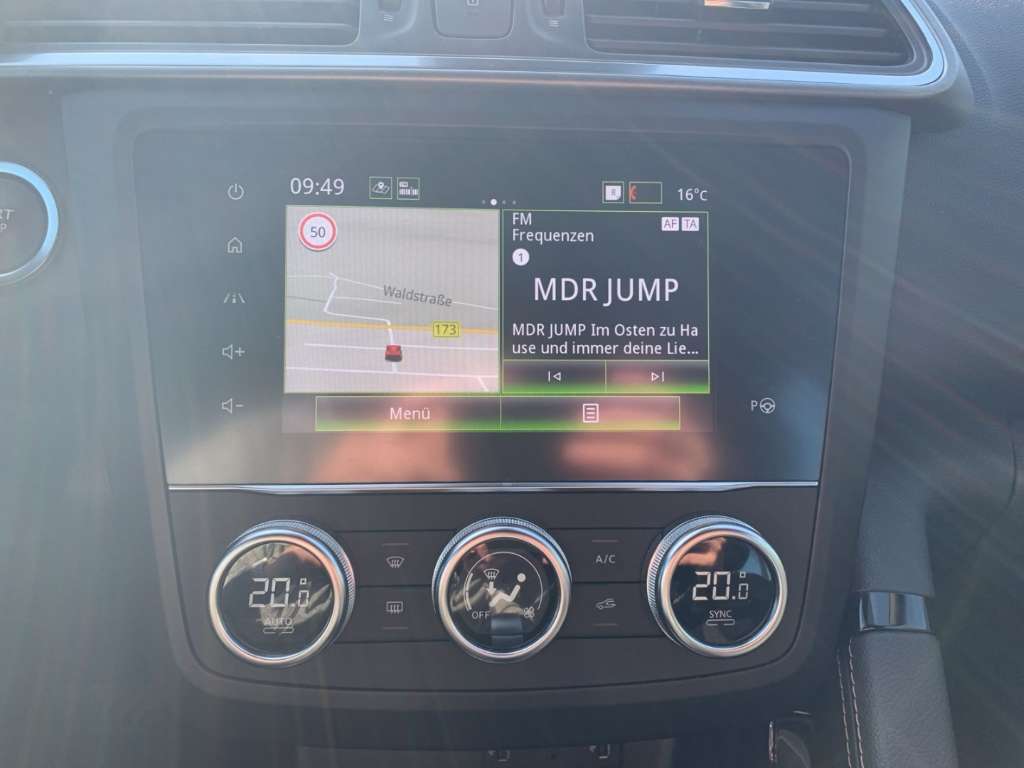 09:49
16°c
50
Waldstraße
173
FM
Frequenzen
AF TA
1
MDR JUMP
MDR JUMP Im Osten zu Ha
use und immer deine Lie...
Menü
P
20.0
AUTO
OFF
A/C
20.0
SYNC